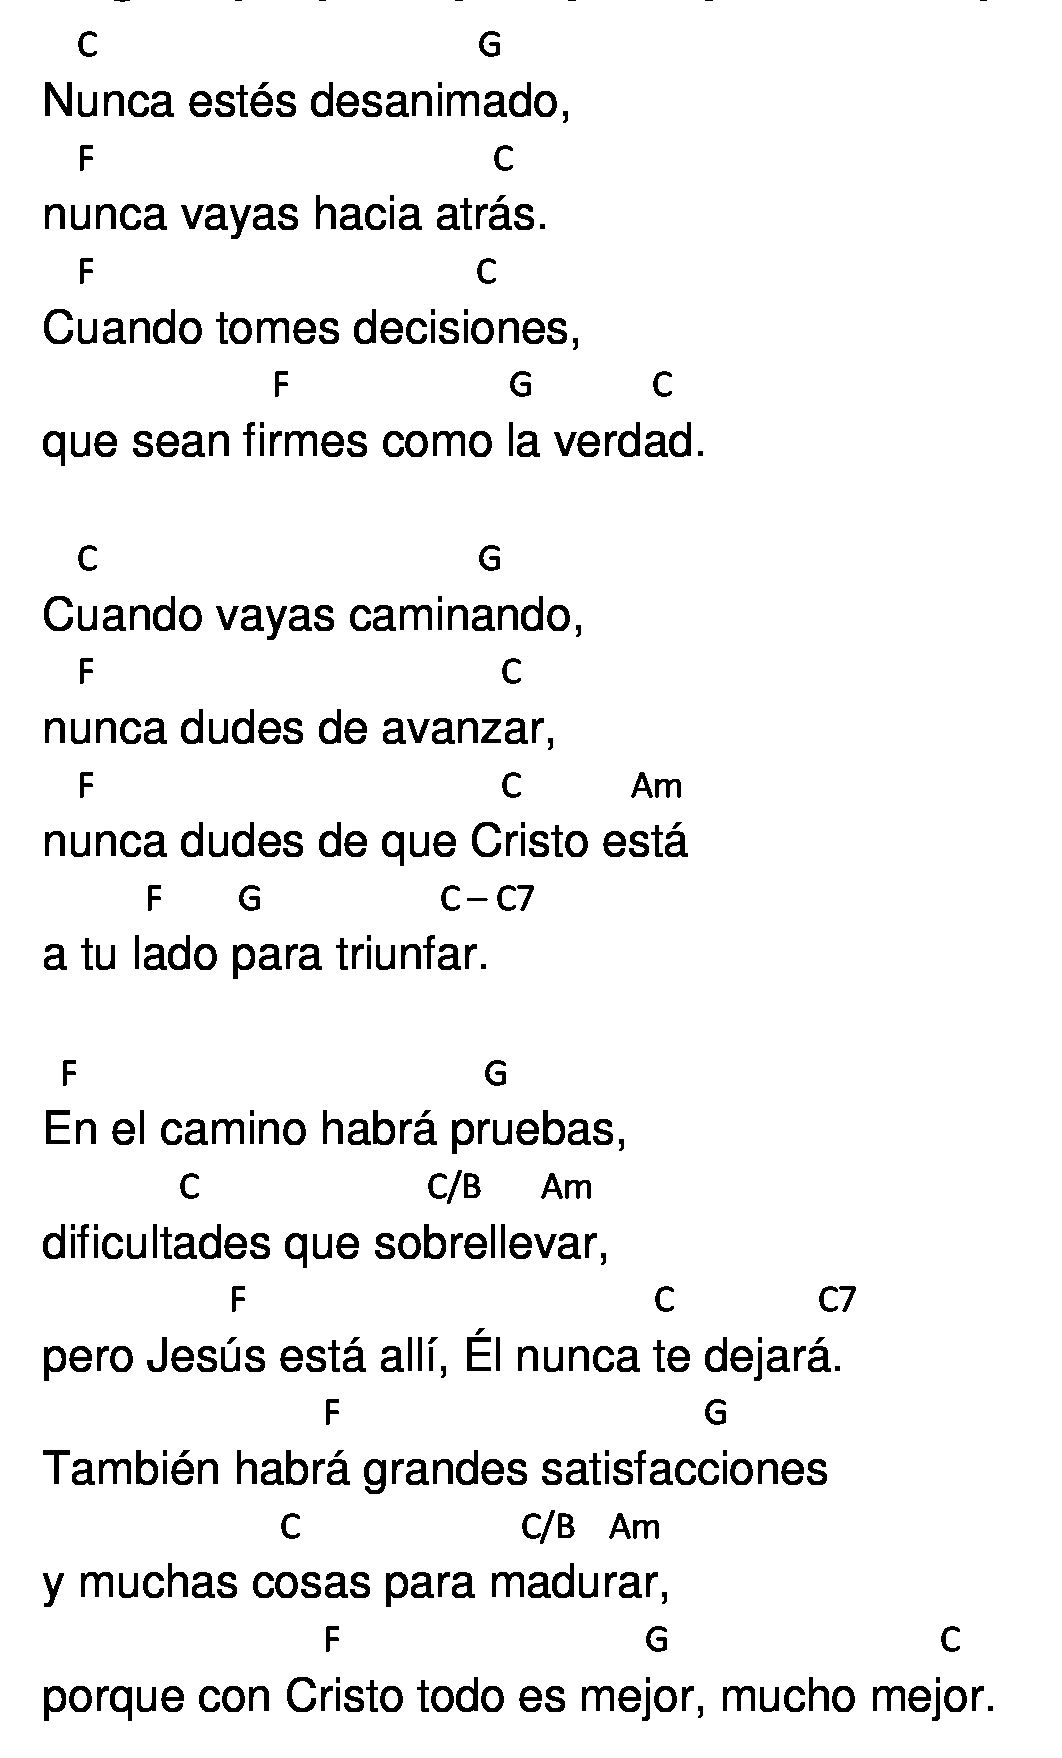 C G
Nunca estés desanimado,
F C
nunca vayas hacia atrás.
F C
Cuando tomes decisiones,
F G C
que sean firmes como la verdad.
C G
Cuando vayas caminando,
F C
nunca dudes de avanzar,
F C Am
nunca dudes de que Cristo está
F G C – C7
a tu lado para triunfar.
F G
En el camino habrá pruebas,
C C/B Am
dificultades que sobrellevar,
F C C7
pero Jesús está allí, Él nunca te dejará.
F G
También habrá grandes satisfacciones
C C/B Am
y muchas cosas para madurar,
F G C
porque con Cristo todo es mejor, mucho mejor.